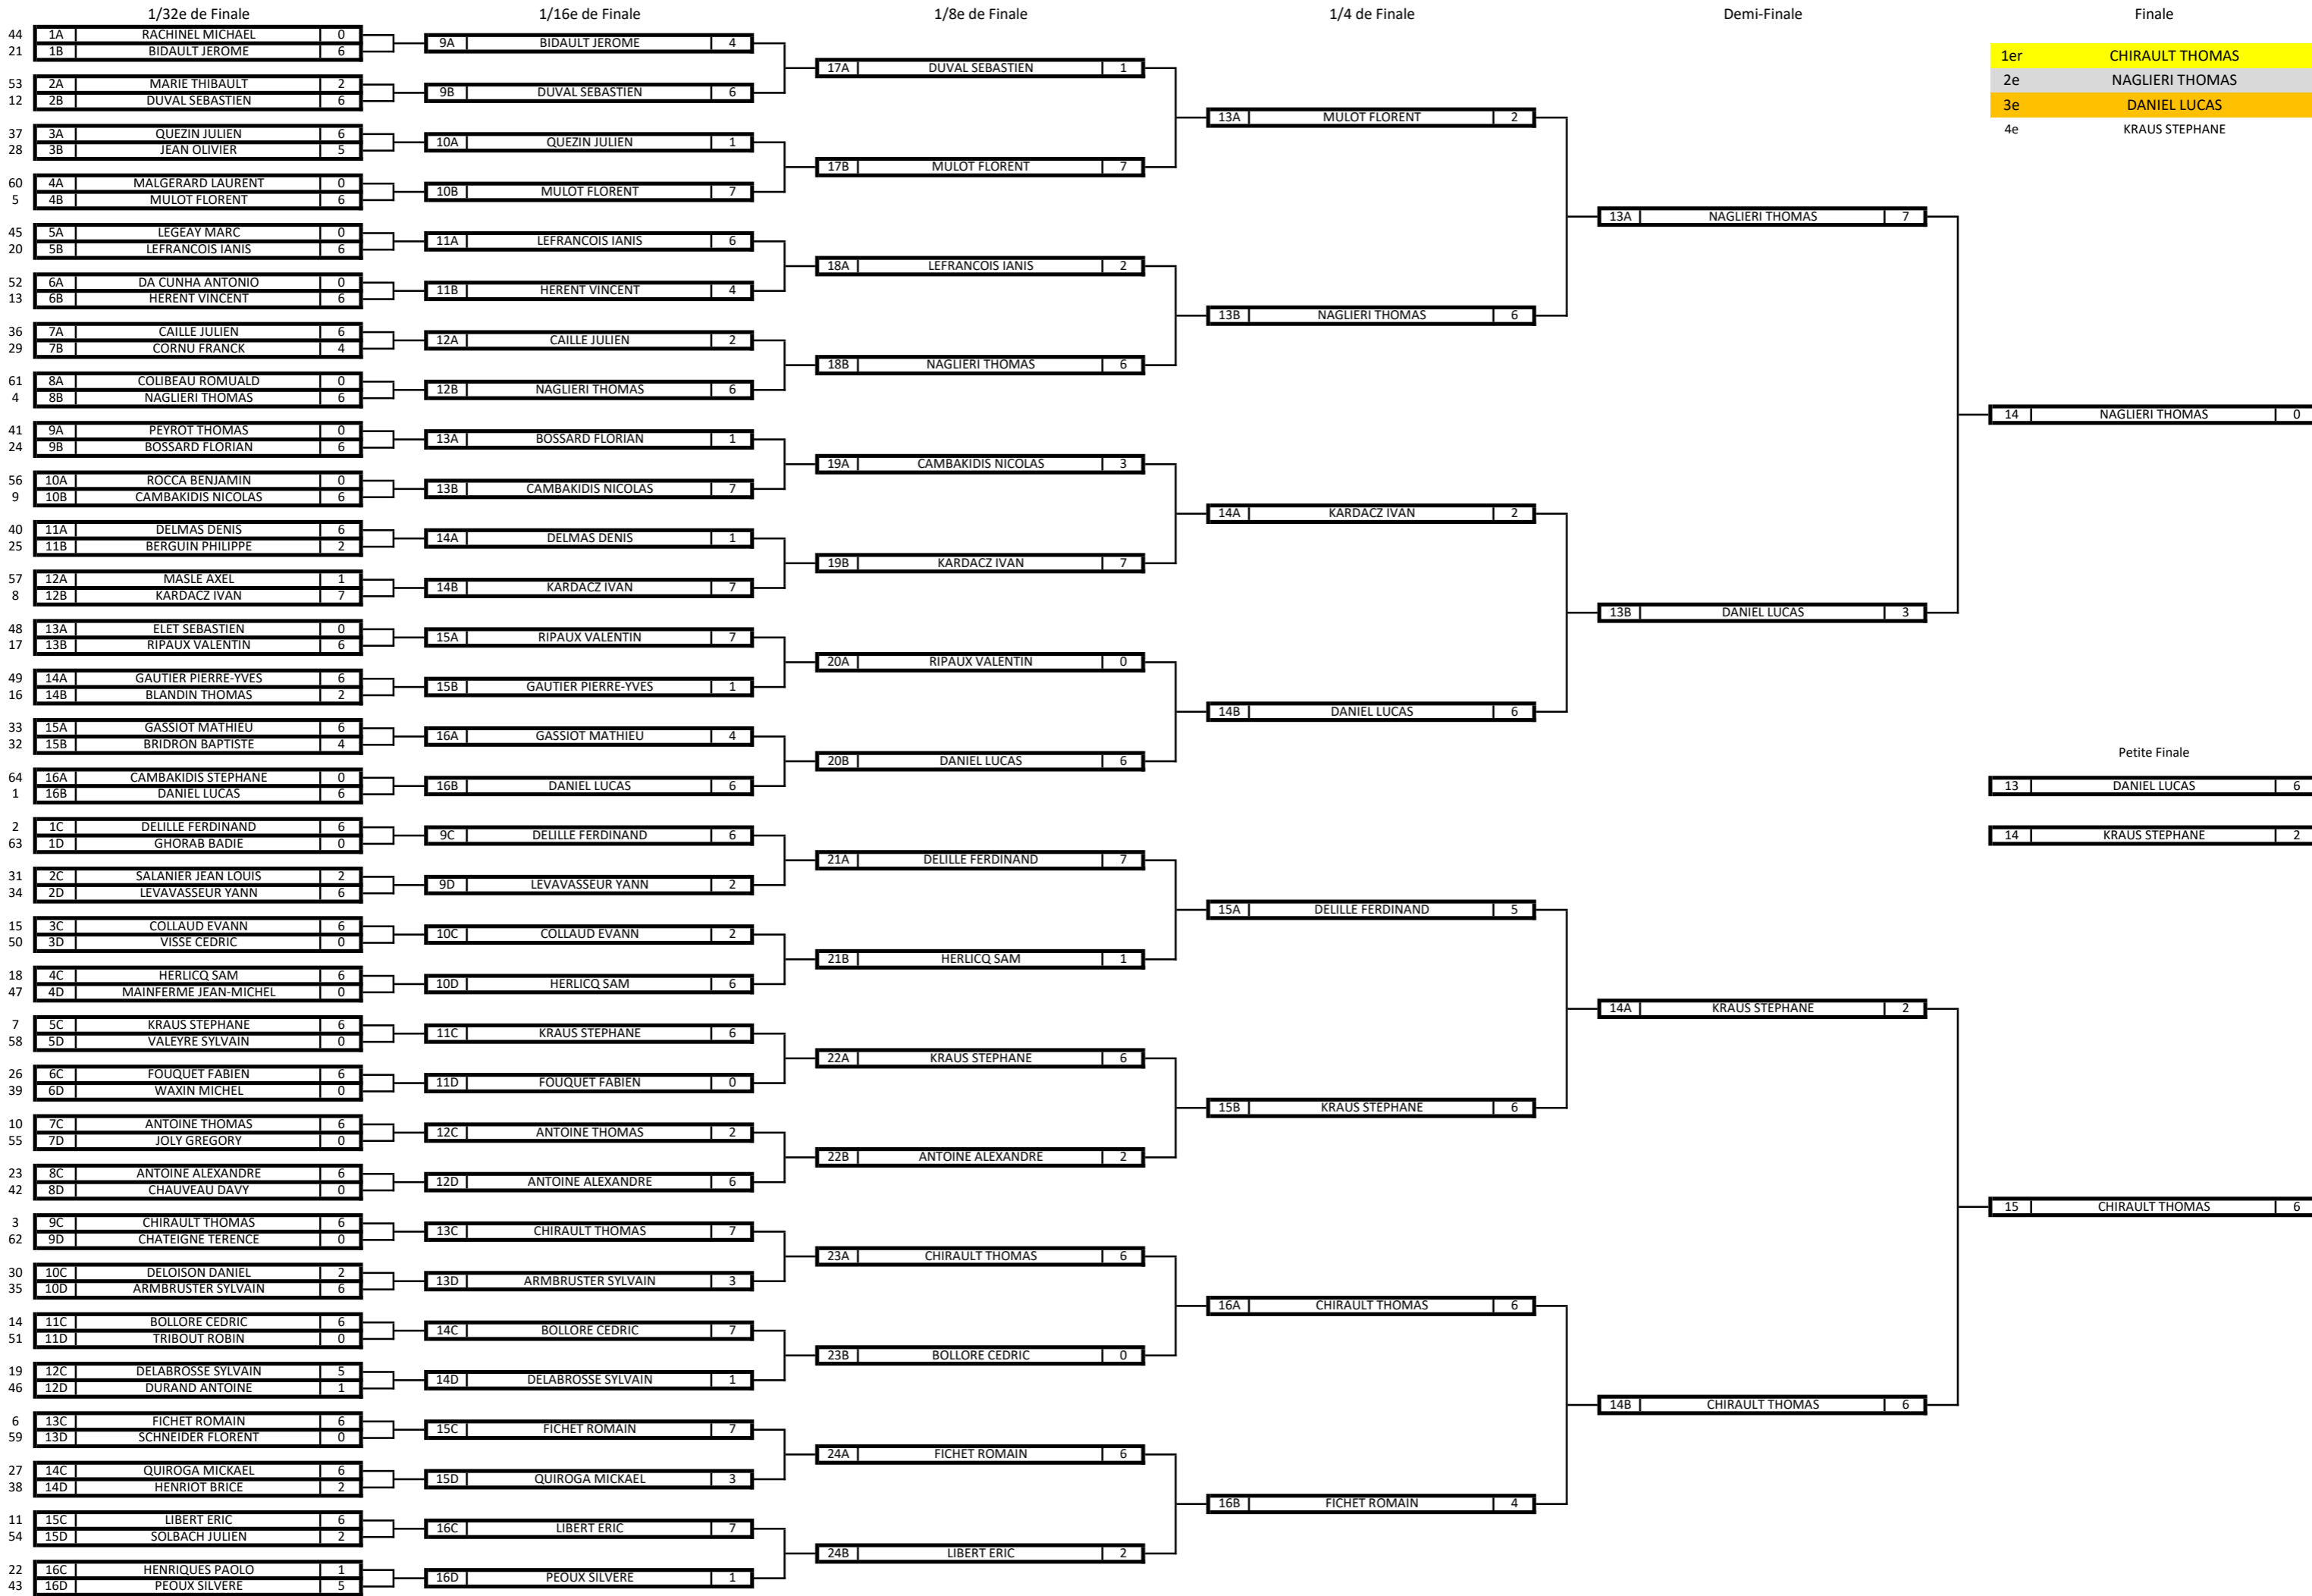 1/32e de Finale 1/16e de Finale 1/8e de Finale 1/4 de Finale Demi-Finale Finale
44 1A RACHINEL MICHAEL 0
21 1B BIDAULT JEROME 6
53 2A MARIE THIBAULT 2
12 2B DUVAL SEBASTIEN 6
37 3A QUEZIN JULIEN 6
28 3B JEAN OLIVIER 5
60 4A MALGERARD LAURENT 0
5 4B MULOT FLORENT 6
45 5A LEGEAY MARC 0
20 5B LEFRANCOIS IANIS 6
52 6A DA CUNHA ANTONIO 0
13 6B HERENT VINCENT 6
36 7A CAILLE JULIEN 6
29 7B CORNU FRANCK 4
61 8A COLIBEAU ROMUALD 0
4 8B NAGLIERI THOMAS 6
41 9A PEYROT THOMAS 0
24 9B BOSSARD FLORIAN 6
56 10A ROCCA BENJAMIN 0
9 10B CAMBAKIDIS NICOLAS 6
40 11A DELMAS DENIS 6
25 11B BERGUIN PHILIPPE 2
57 12A MASLE AXEL 1
8 12B KARDACZ IVAN 7
48 13A ELET SEBASTIEN 0
17 13B RIPAUX VALENTIN 6
49 14A GAUTIER PIERRE-YVES 6
16 14B BLANDIN THOMAS 2
33 15A GASSIOT MATHIEU 6
32 15B BRIDRON BAPTISTE 4
64 16A CAMBAKIDIS STEPHANE 0
1 16B DANIEL LUCAS 6
2 1C DELILLE FERDINAND 6
63 1D GHORAB BADIE 0
31 2C SALANIER JEAN LOUIS 2
34 2D LEVAVASSEUR YANN 6
15 3C COLLAUD EVANN 6
50 3D VISSE CEDRIC 0
18 4C HERLICQ SAM 6
47 4D MAINFERME JEAN-MICHEL 0
7 5C KRAUS STEPHANE 6
58 5D VALEYRE SYLVAIN 0
26 6C FOUQUET FABIEN 6
39 6D WAXIN MICHEL 0
10 7C ANTOINE THOMAS 6
55 7D JOLY GREGORY 0
23 8C ANTOINE ALEXANDRE 6
42 8D CHAUVEAU DAVY 0
3 9C CHIRAULT THOMAS 6
62 9D CHATEIGNE TERENCE 0
30 10C DELOISON DANIEL 2
35 10D ARMBRUSTER SYLVAIN 6
14 11C BOLLORE CEDRIC 6
51 11D TRIBOUT ROBIN 0
19 12C DELABROSSE SYLVAIN 5
46 12D DURAND ANTOINE 1
6 13C FICHET ROMAIN 6
59 13D SCHNEIDER FLORENT 0
27 14C QUIROGA MICKAEL 6
38 14D HENRIOT BRICE 2
11 15C LIBERT ERIC 6
54 15D SOLBACH JULIEN 2
22 16C HENRIQUES PAOLO 1
43 16D PEOUX SILVERE 5
9A BIDAULT JEROME 4
9B DUVAL SEBASTIEN 6
10A QUEZIN JULIEN 1
10B MULOT FLORENT 7
11A LEFRANCOIS IANIS 6
11B HERENT VINCENT 4
12A CAILLE JULIEN 2
12B NAGLIERI THOMAS 6
13A BOSSARD FLORIAN 1
13B CAMBAKIDIS NICOLAS 7
14A DELMAS DENIS 1
14B KARDACZ IVAN 7
15A RIPAUX VALENTIN 7
15B GAUTIER PIERRE-YVES 1
16A GASSIOT MATHIEU 4
16B DANIEL LUCAS 6
9C DELILLE FERDINAND 6
9D LEVAVASSEUR YANN 2
10C COLLAUD EVANN 2
10D HERLICQ SAM 6
11C KRAUS STEPHANE 6
11D FOUQUET FABIEN 0
12C ANTOINE THOMAS 2
12D ANTOINE ALEXANDRE 6
13C CHIRAULT THOMAS 7
13D ARMBRUSTER SYLVAIN 3
14C BOLLORE CEDRIC 7
14D DELABROSSE SYLVAIN 1
15C FICHET ROMAIN 7
15D QUIROGA MICKAEL 3
16C LIBERT ERIC 7
16D PEOUX SILVERE 1
17A DUVAL SEBASTIEN 1
17B MULOT FLORENT 7
18A LEFRANCOIS IANIS 2
18B NAGLIERI THOMAS 6
19A CAMBAKIDIS NICOLAS 3
19B KARDACZ IVAN 7
20A RIPAUX VALENTIN 0
20B DANIEL LUCAS 6
21A DELILLE FERDINAND 7
21B HERLICQ SAM 1
22A KRAUS STEPHANE 6
22B ANTOINE ALEXANDRE 2
23A CHIRAULT THOMAS 6
23B BOLLORE CEDRIC 0
24A FICHET ROMAIN 6
24B LIBERT ERIC 2
13A MULOT FLORENT 2
13B NAGLIERI THOMAS 6
14A KARDACZ IVAN 2
14B DANIEL LUCAS 6
15A DELILLE FERDINAND 5
15B KRAUS STEPHANE 6
16A CHIRAULT THOMAS 6
16B FICHET ROMAIN 4
13A NAGLIERI THOMAS 7
13B DANIEL LUCAS 3
14A KRAUS STEPHANE 2
14B CHIRAULT THOMAS 6
1er CHIRAULT THOMAS
2e NAGLIERI THOMAS
3e DANIEL LUCAS
4e KRAUS STEPHANE
14 NAGLIERI THOMAS 0
Petite Finale
13 DANIEL LUCAS 6
14 KRAUS STEPHANE 2
15 CHIRAULT THOMAS 6